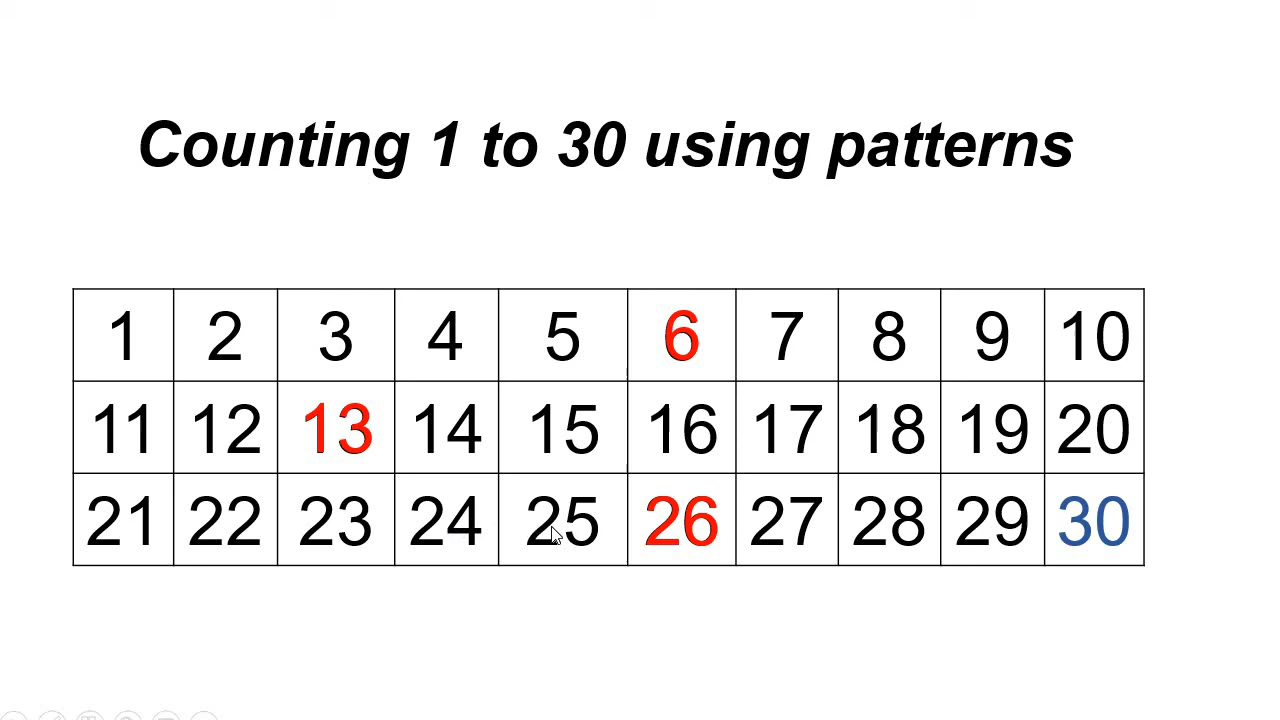 Counting 1 to 30 using patterns
1 2 3 4 5 6 7 8 9 10
11 12 13 14 15 16 17 18 19 20
21 22 23 24 25 26 27 28 29 30